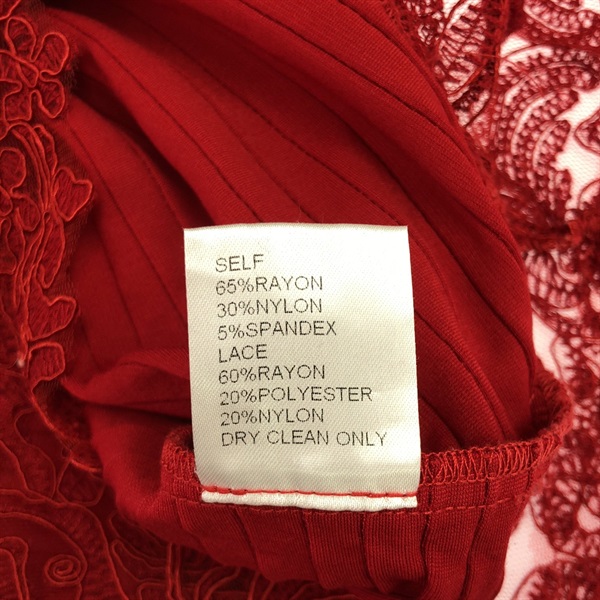 SELF
65%RAYON
30%NYLON
5%SPANDEX
LACE
60%RAYON
20%POLYESTER
20%NYLON
DRY CLEAN ONLY